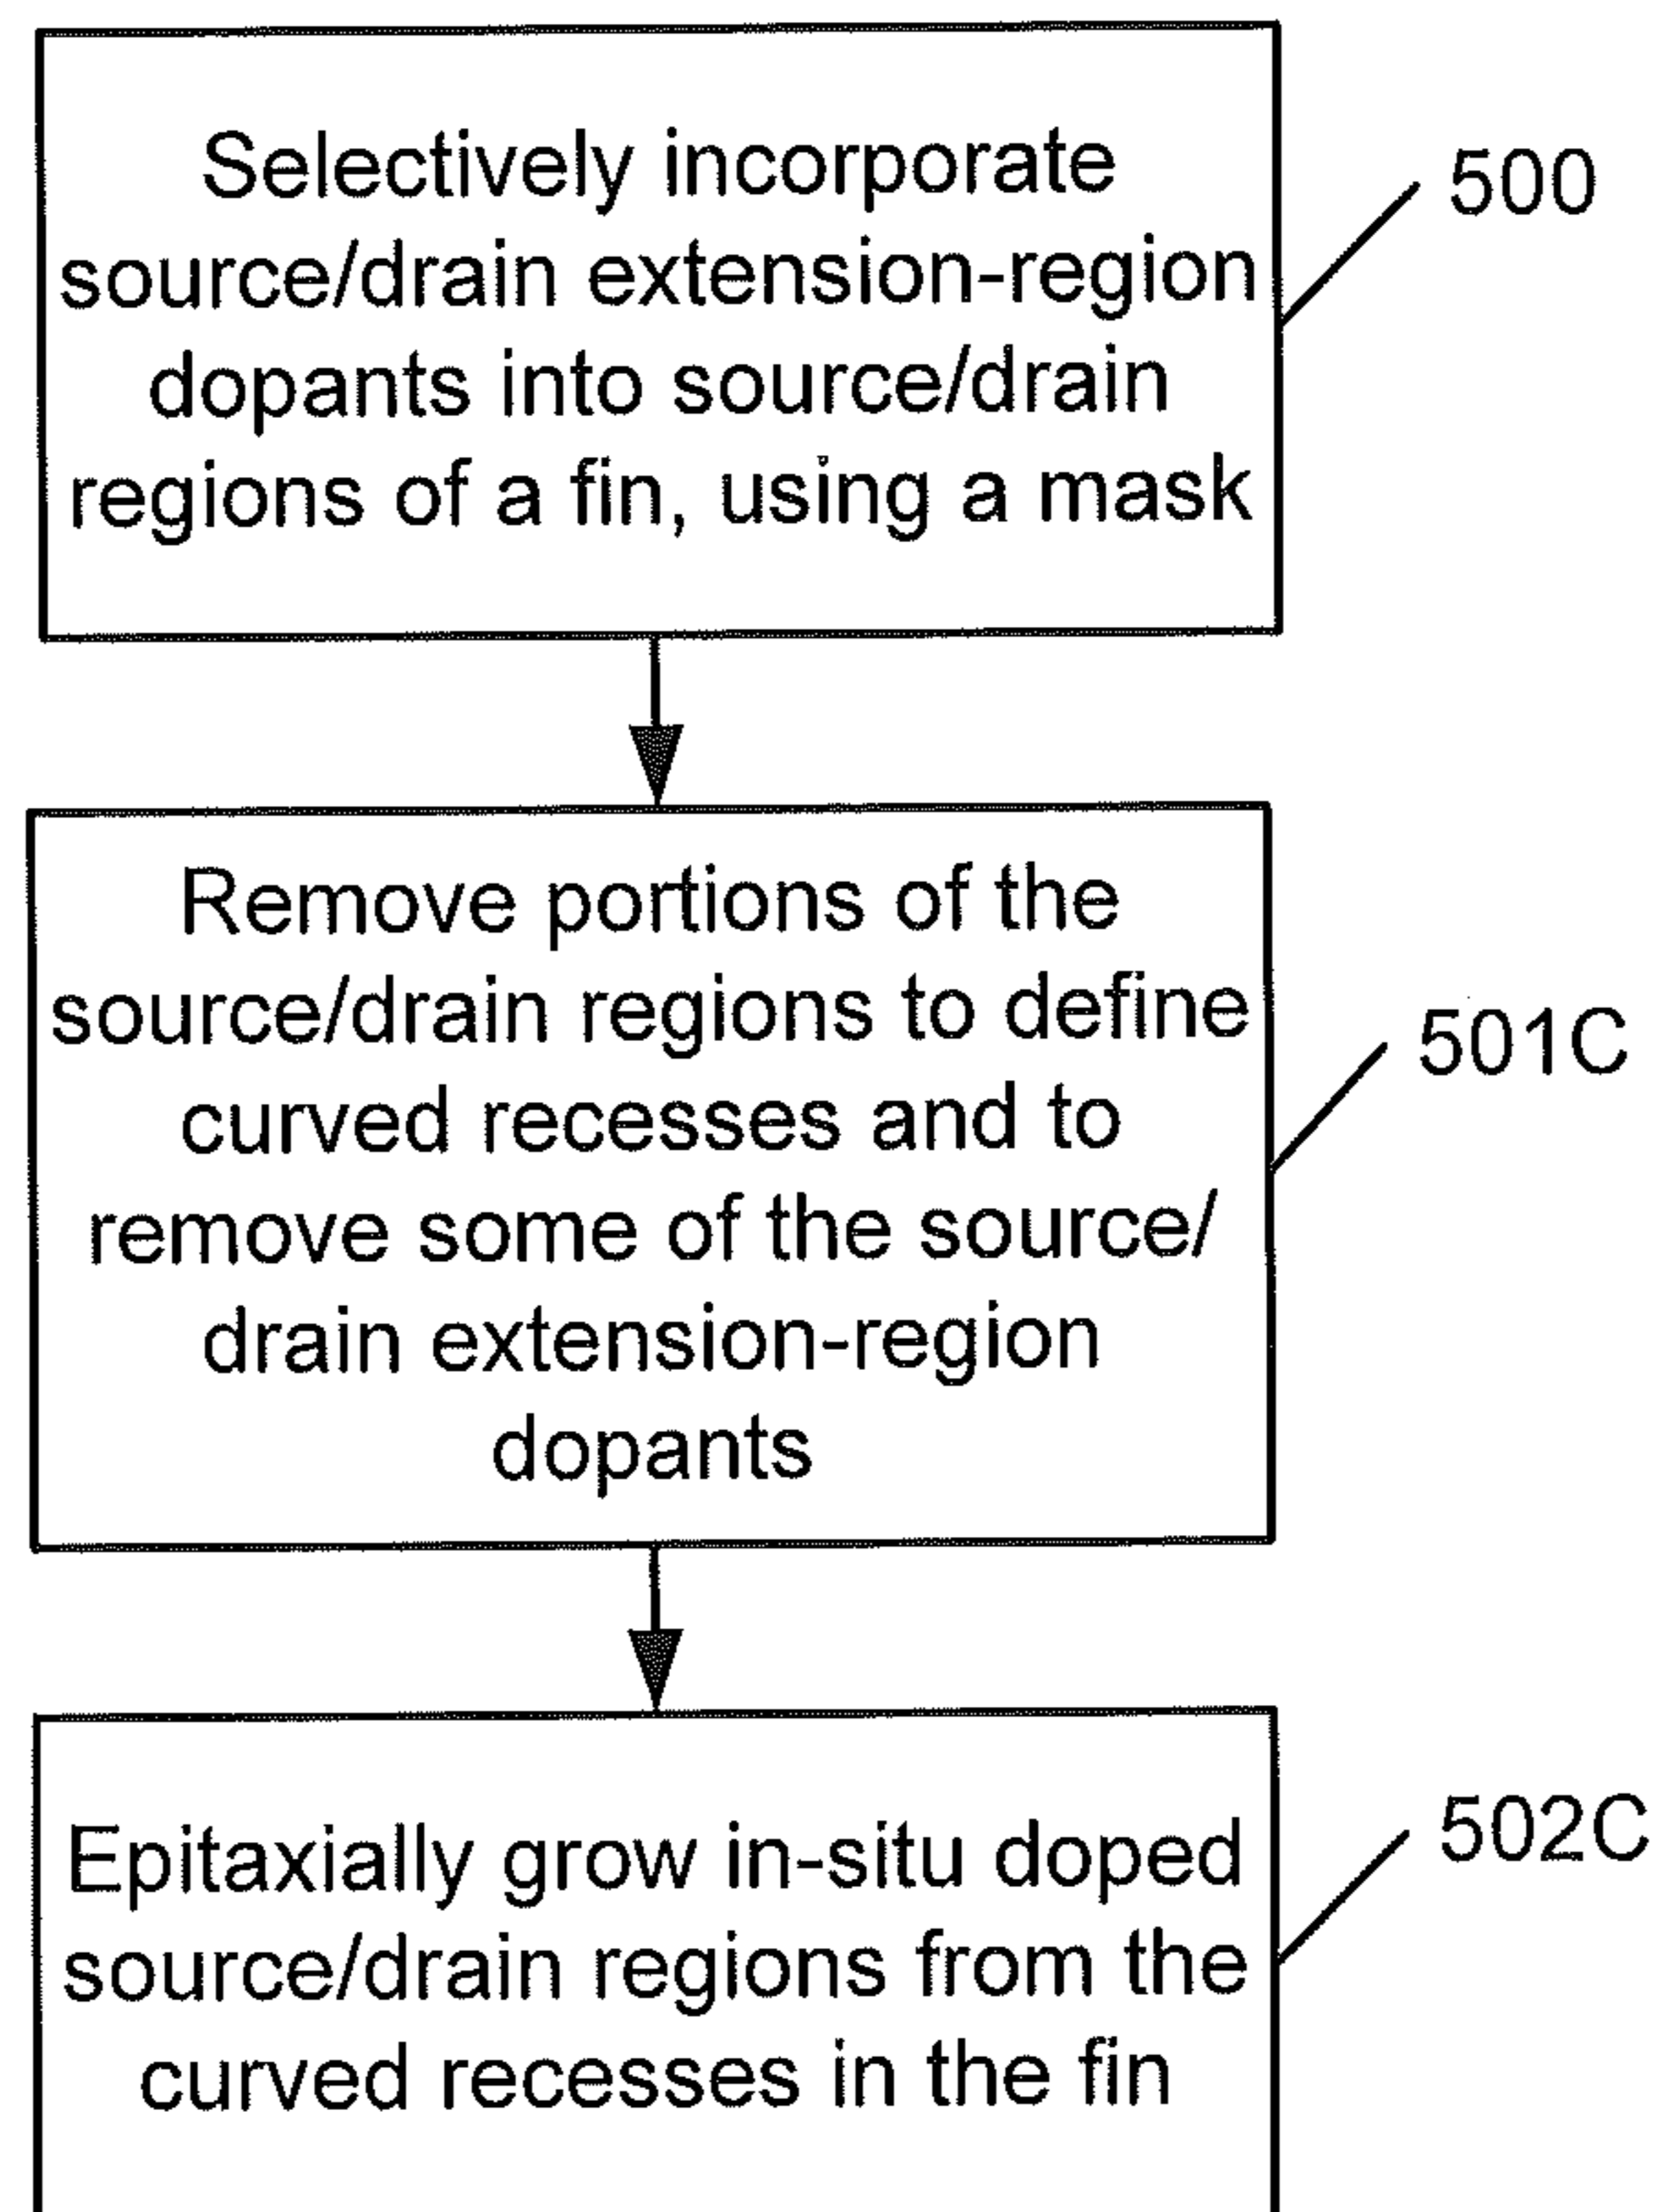 Selectively incorporate
source/drain extension-region
dopants into source/drain
regions of a fin, using a mask
500
Remove portions of the
source/drain regions to define
curved recesses and to
remove some of the source/
drain extension-region
dopants
501C
Epitaxially grow in-situ doped
source/drain regions from the
curved recesses in the fin
502C